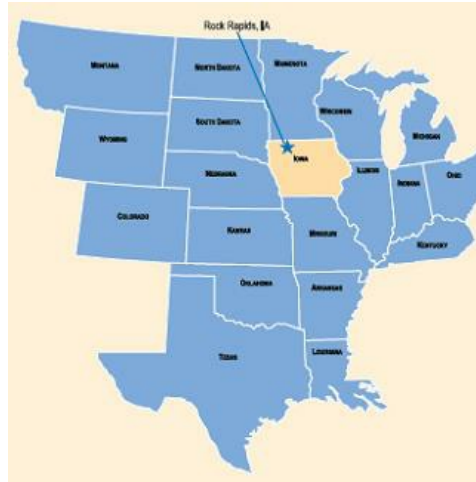 Rock Rapids, IA
MONTANA
NORTH DAKOTA
MINNESOTA
WISCONSIN
MICHIGAN
SOUTH DAKOTA
WYOMING
IOWA
NEBRASKA
ILLINOIS
INDIANA
OHIO
COLORADO
KANSAS
MISSOURI
KENTUCKY
OKLAHOMA
ARKANSAS
TEXAS
LOUISIANA